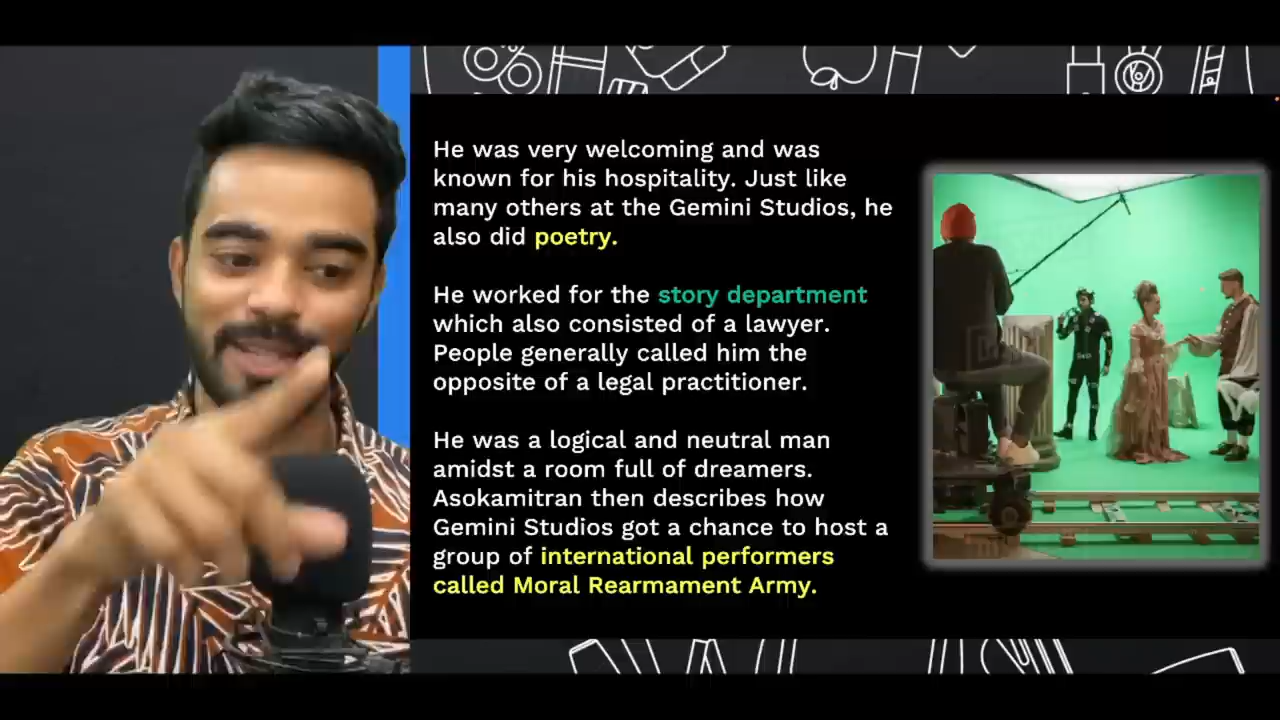 He was very welcoming and was
known for his hospitality. Just like
many others at the Gemini Studios, he
also did poetry.
He worked for the story department
which also consisted of a lawyer.
People generally called him the
opposite of a legal practitioner.
He was a logical and neutral man
amidst a room full of dreamers.
Asokamitran then describes how
Gemini Studios got a chance to host a
group of international performers
called Moral Rearmament Army.